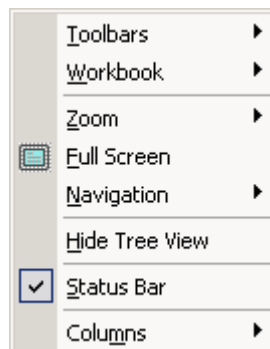 Toolbars
Workbook
Zoom
Full Screen
Navigation
Hide Tree View
Status Bar
Columns